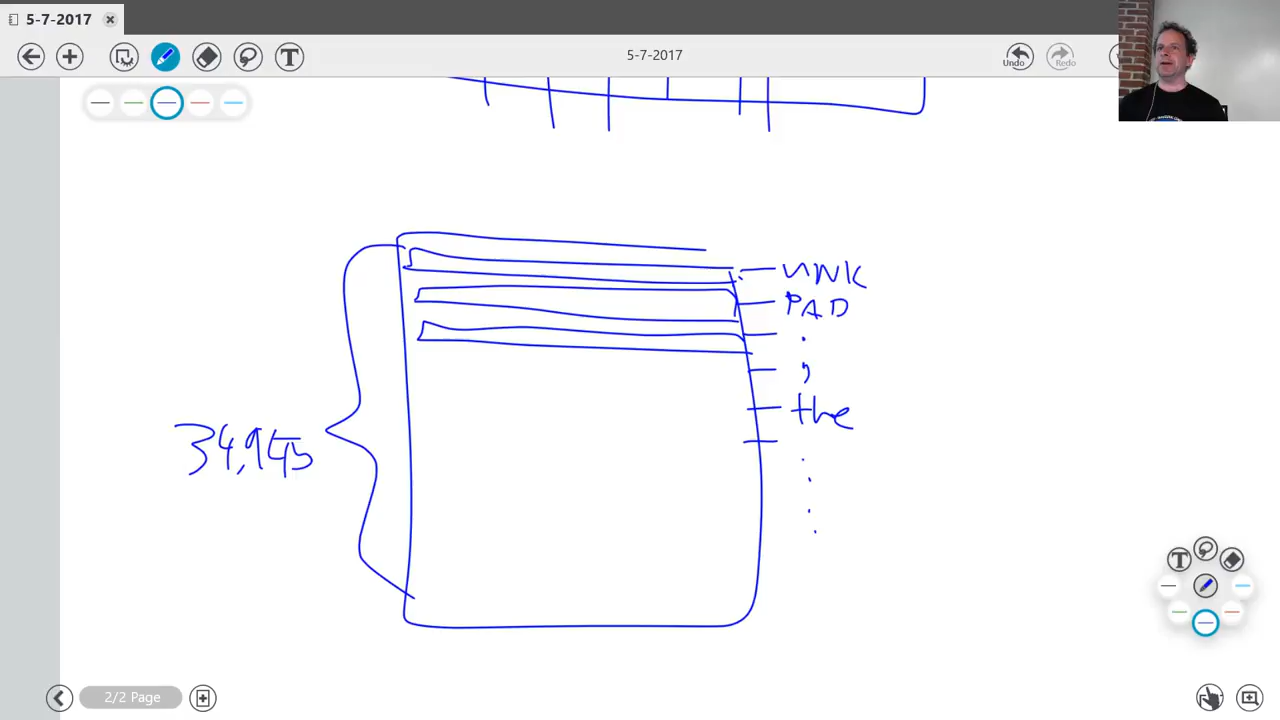 5-7-2017
5-7-2017
Undo
Redo
UNK
PAD
.
,
the
34,945
2/2 Page